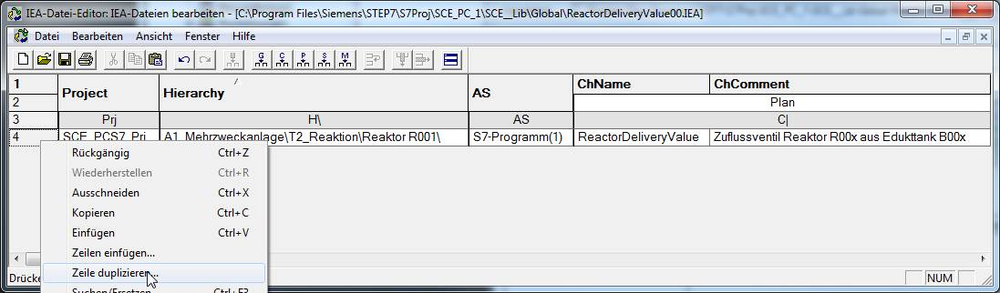 IEA-Datei-Editor: IEA-Dateien bearbeiten - [C:\Program Files\Siemens\STEP7\S7Proj\SCE_PC_1\SCE__Lib\Global\ReactorDeliveryValue00.IEA]
Datei Bearbeiten Ansicht Fenster Hilfe
G C P S M
1 Project Hierarchy AS ChName ChComment
2 Plan
3 Prj H\ AS C|
4 SCE_PCS7_Prj A1_Mehrzweckanlage\T2_Reaktion\Reaktor R001\ S7-Programm(1) ReactorDeliveryValue Zuflussventil Reaktor R00x aus Edukttank B00x
Rückgängig Ctrl+Z
Wiederherstellen Ctrl+R
Ausschneiden Ctrl+X
Kopieren Ctrl+C
Einfügen Ctrl+V
Zeilen einfügen...
Zeile duplizieren...
Suchen/Ersetzen
Drücke
NUM